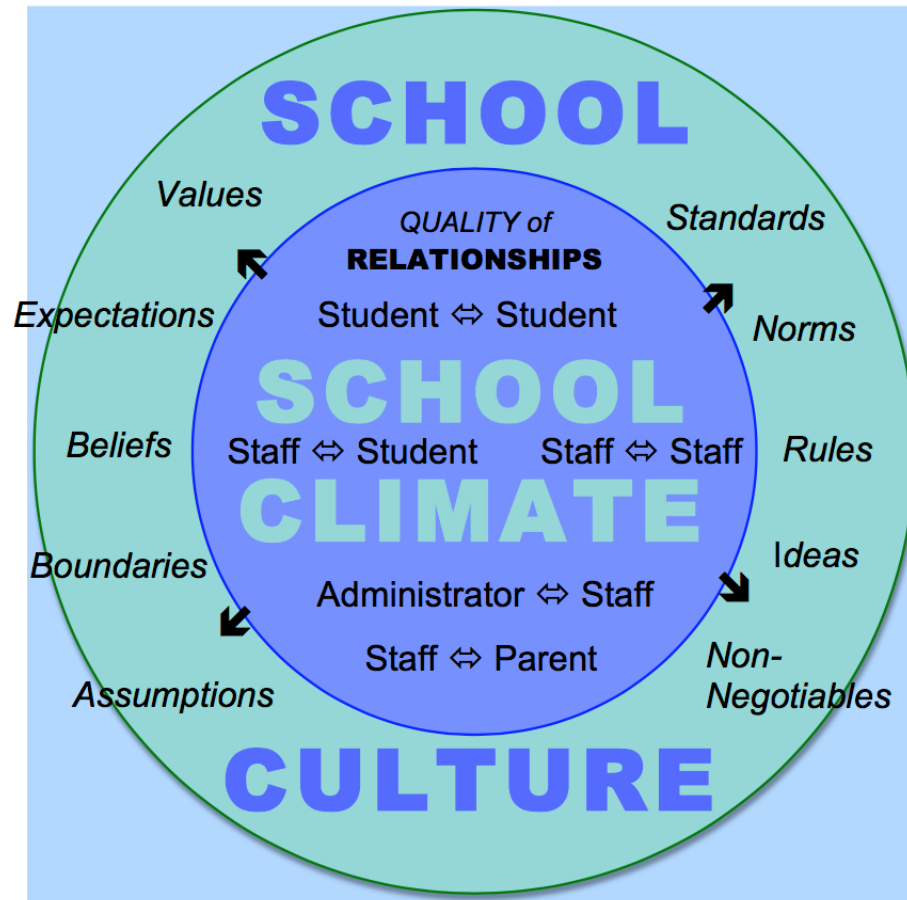 SCHOOL
Values
QUALITY of
RELATIONSHIPS
Standards
Expectations
Student ⇔ Student
Norms
SCHOOL
Beliefs
Staff ⇔ Student
Staff ⇔ Staff
Rules
CLIMATE
Boundaries
Ideas
Administrator ⇔ Staff
Staff ⇔ Parent
Assumptions
Non-
Negotiables
CULTURE